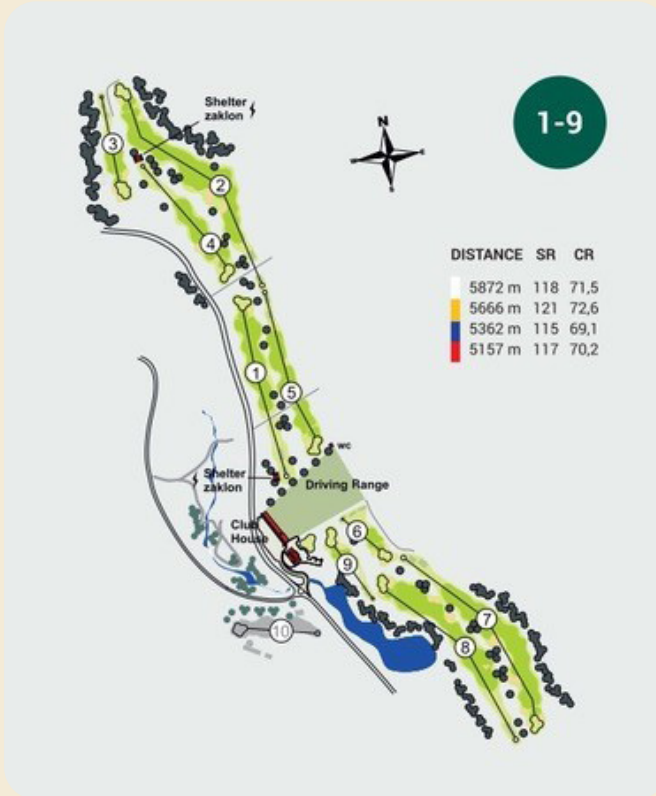 Shelter
zaklon
N
1-9
3
2
4
DISTANCE SR CR
5872 m 118 71,5
5666 m 121 72,6
5362 m 115 69,1
5157 m 117 70,2
1
5
wc
Shelter
zaklon
Driving Range
Club
House
6
9
7
8
10